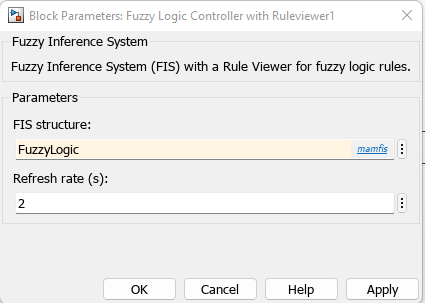 Block Parameters: Fuzzy Logic Controller with Ruleviewer1
Fuzzy Inference System
Fuzzy Inference System (FIS) with a Rule Viewer for fuzzy logic rules.
Parameters
FIS structure:
FuzzyLogic mamfis
Refresh rate (s):
2
OK Cancel Help Apply